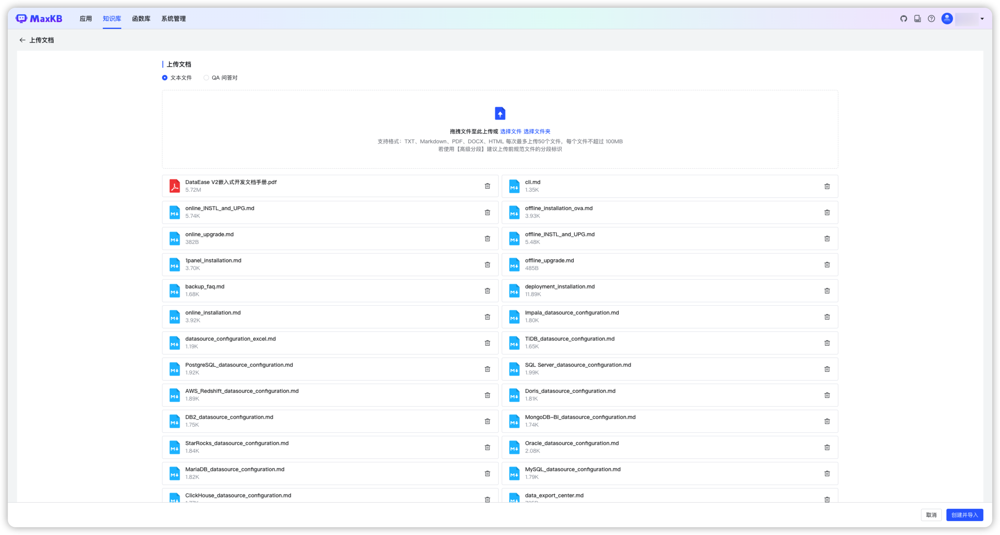 MaxKB 应用 知识库 函数库 系统管理
上传文档
上传文档
文本文件 QA 问答对
拖拽文件至此上传或 选择文件 选择文件夹
支持格式：TXT、Markdown、PDF、DOCX、HTML 每次最多上传50个文件，每个文件不超过 100MB
若使用【高级分段】建议上传前规范文件的分段标识
DataEase V2嵌入式开发文档手册.pdf
5.72M
cli.md
1.35K
online_INSTL_and_UPG.md
5.74K
offline_installation_ova.md
3.93K
online_upgrade.md
382B
offline_INSTL_and_UPG.md
5.48K
1panel_installation.md
3.70K
offline_upgrade.md
485B
backup_faq.md
1.68K
deployment_installation.md
11.89K
online_installation.md
3.92K
Impala_datasource_configuration.md
1.80K
datasource_configuration_excel.md
1.19K
TiDB_datasource_configuration.md
1.65K
PostgreSQL_datasource_configuration.md
1.92K
SQL Server_datasource_configuration.md
1.99K
AWS_Redshift_datasource_configuration.md
1.89K
Doris_datasource_configuration.md
1.81K
DB2_datasource_configuration.md
1.75K
MongoDB-BI_datasource_configuration.md
1.74K
StarRocks_datasource_configuration.md
1.84K
Oracle_datasource_configuration.md
2.08K
MariaDB_datasource_configuration.md
1.82K
MySQL_datasource_configuration.md
1.79K
ClickHouse_datasource_configuration.md
data_export_center.md
取消 创建并导入